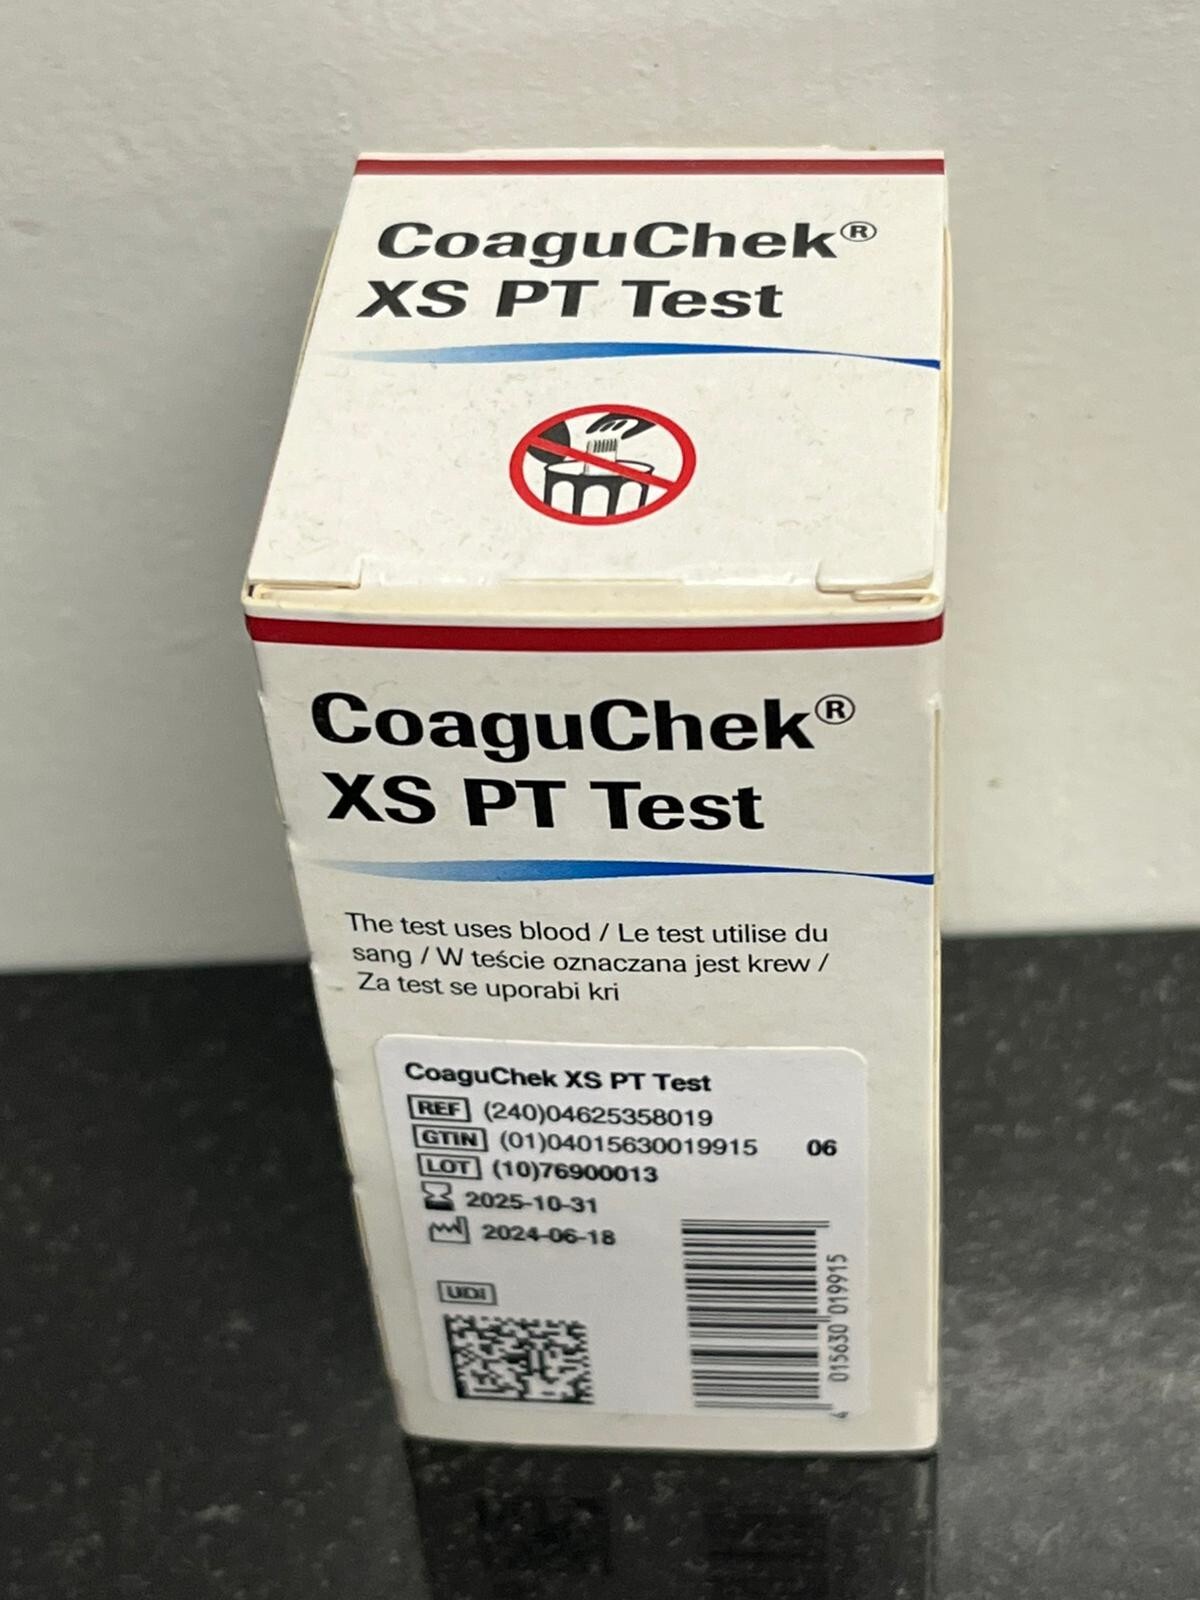 CoaguChek®
XS PT Test
CoaguChek®
XS PT Test
The test uses blood / Le test utilise du
sang / W teście oznaczana jest krew /
Za test se uporabi kri
CoaguChek XS PT Test
REF (240)04625358019
GTIN (01)04015630019915 06
LOT (10)76900013
2025-10-31
2024-06-18
UDI
4 015630 019915